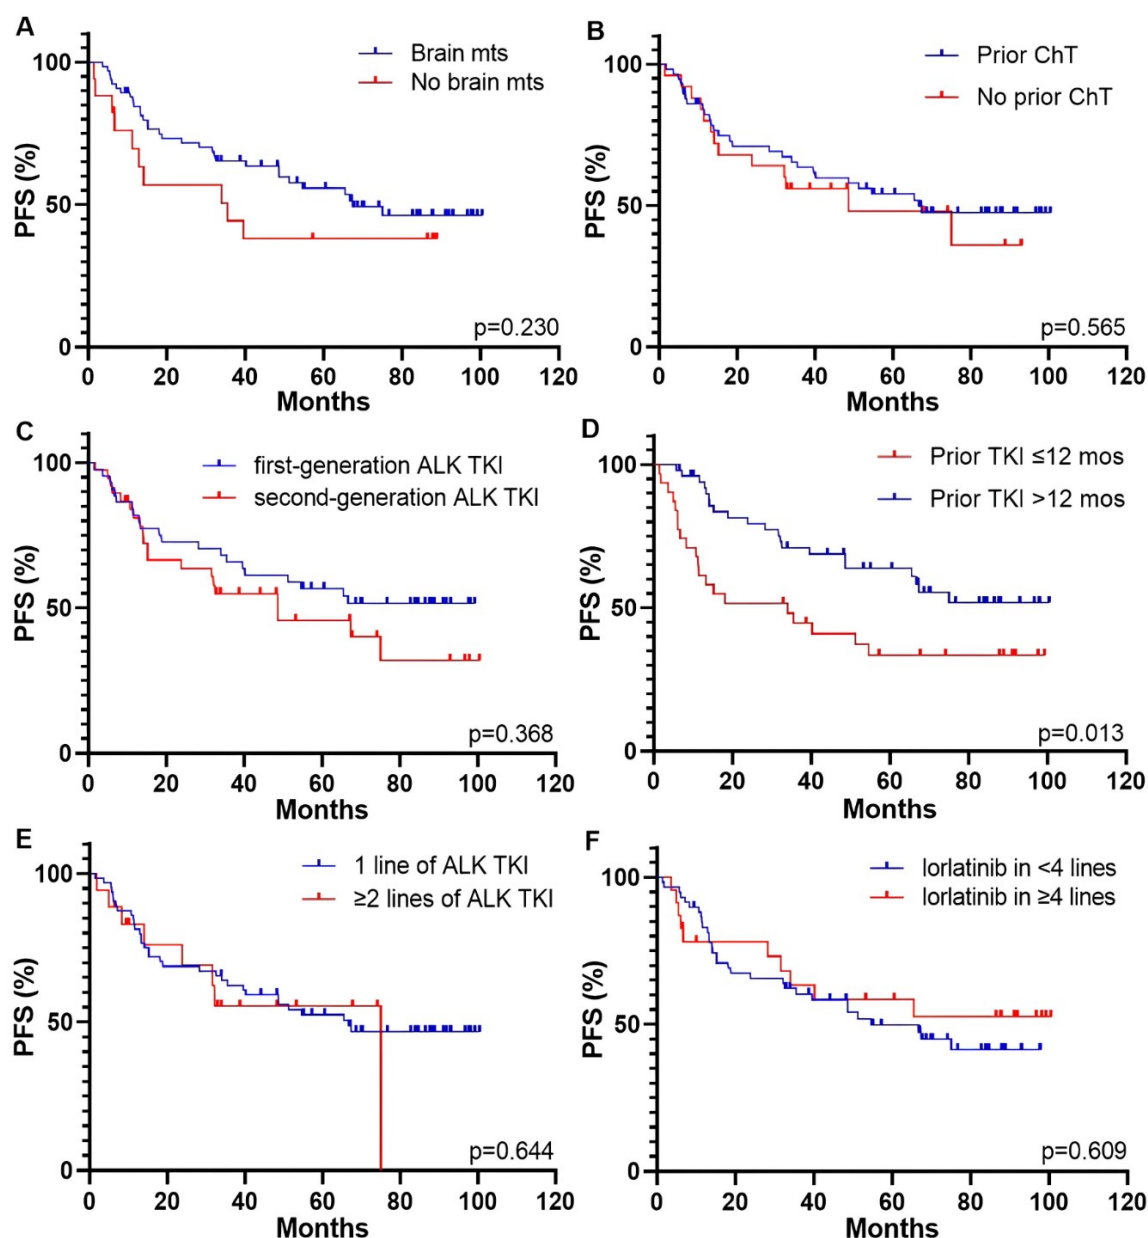 A
Brain mts
No brain mts
100
50
0
PFS (%)
p=0.230
0 20 40 60 80 100 120
Months
B
Prior ChT
No prior ChT
100
50
0
PFS (%)
p=0.565
0 20 40 60 80 100 120
Months
C
first-generation ALK TKI
second-generation ALK TKI
100
50
0
PFS (%)
p=0.368
0 20 40 60 80 100 120
Months
D
Prior TKI ≤12 mos
Prior TKI >12 mos
100
50
0
PFS (%)
p=0.013
0 20 40 60 80 100 120
Months
E
1 line of ALK TKI
≥2 lines of ALK TKI
100
50
0
PFS (%)
p=0.644
0 20 40 60 80 100 120
Months
F
lorlatinib in <4 lines
lorlatinib in ≥4 lines
100
50
0
PFS (%)
p=0.609
0 20 40 60 80 100 120
Months